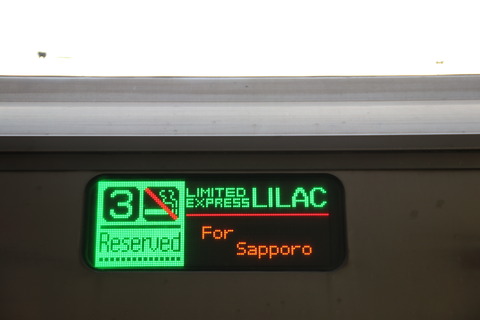 3
Reserved
LIMITED EXPRESS LILAC
For
Sapporo